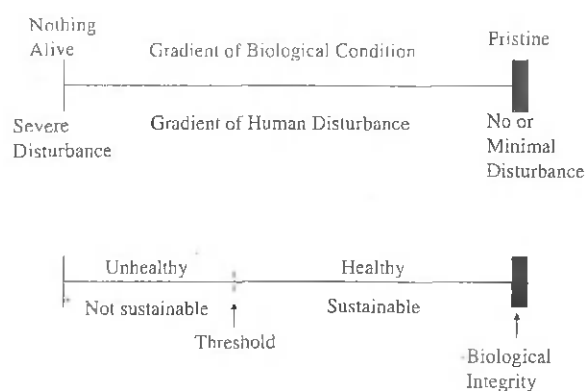 Nothing
Alive
Gradient of Biological Condition
Pristine
Severe
Disturbance
Gradient of Human Disturbance
No or
Minimal
Disturbance
Unhealthy
Healthy
Not sustainable
Sustainable
Threshold
Biological
Integrity